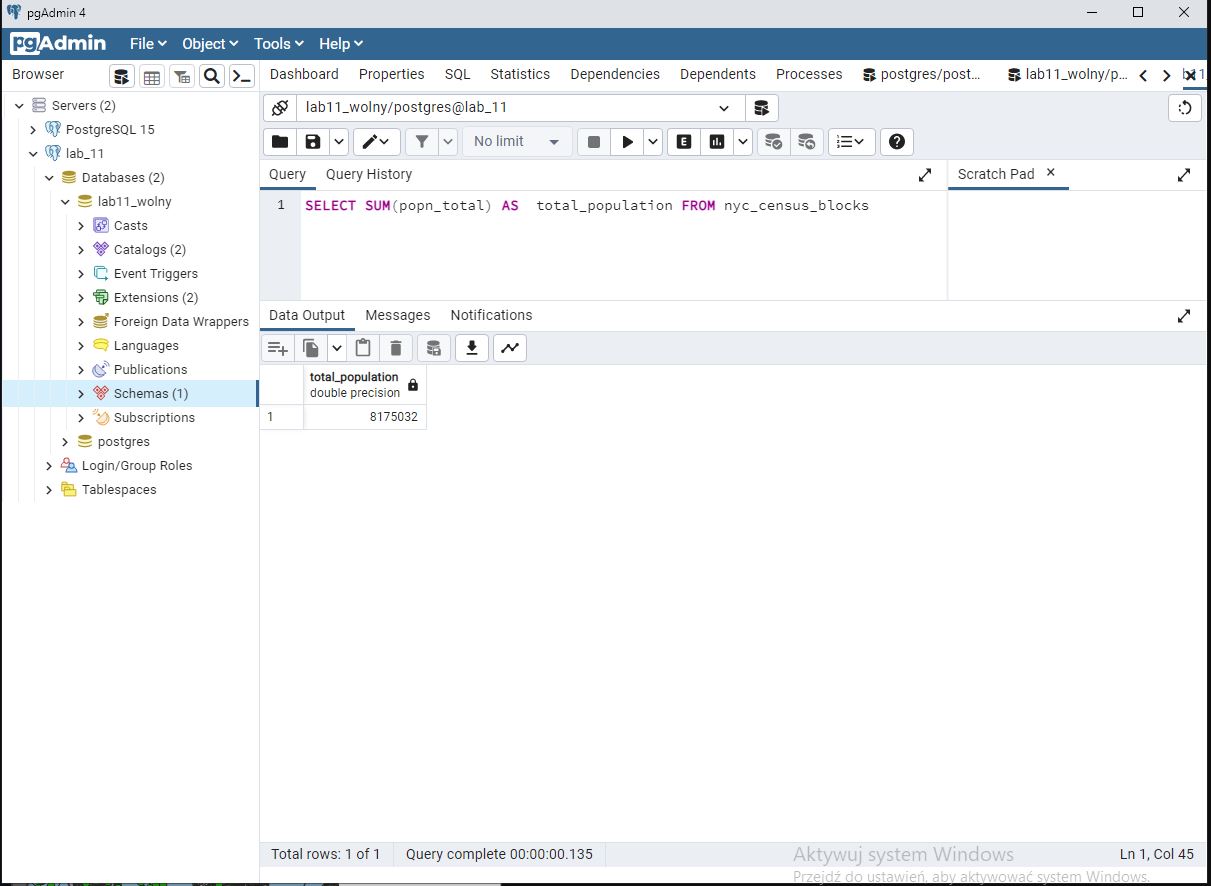 pgAdmin 4
pgAdmin File Object Tools Help
Browser Dashboard Properties SQL Statistics Dependencies Dependents Processes postgres/post... lab11_wolny/p...
Servers (2)
PostgreSQL 15
lab_11
Databases (2)
lab11_wolny
Casts
Catalogs (2)
Event Triggers
Extensions (2)
Foreign Data Wrappers
Languages
Publications
Schemas (1)
Subscriptions
postgres
Login/Group Roles
Tablespaces
lab11_wolny/postgres@lab_11
No limit E
Query Query History Scratch Pad
1 SELECT SUM(popn_total) AS  total_population FROM nyc_census_blocks
Data Output Messages Notifications
total_population
double precision
1 8175032
Total rows: 1 of 1 Query complete 00:00:00.135 Ln 1, Col 45
Aktywuj system Windows
Przejdź do ustawień, aby aktywować system Windows.